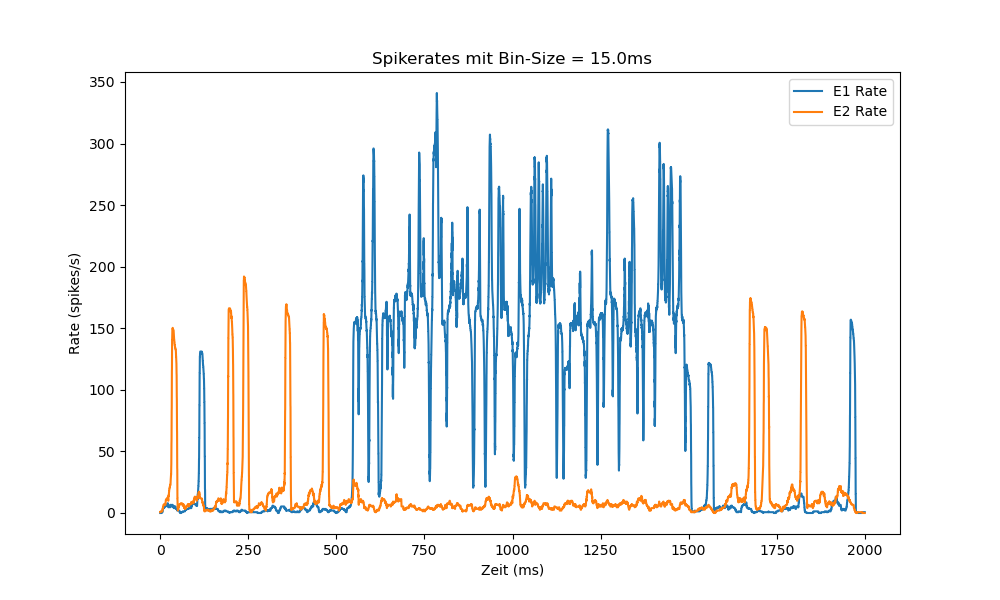 Spikerates mit Bin-Size = 15.0ms
E1 Rate
E2 Rate
Rate (spikes/s)
350
300
250
200
150
100
50
0
0 250 500 750 1000 1250 1500 1750 2000
Zeit (ms)